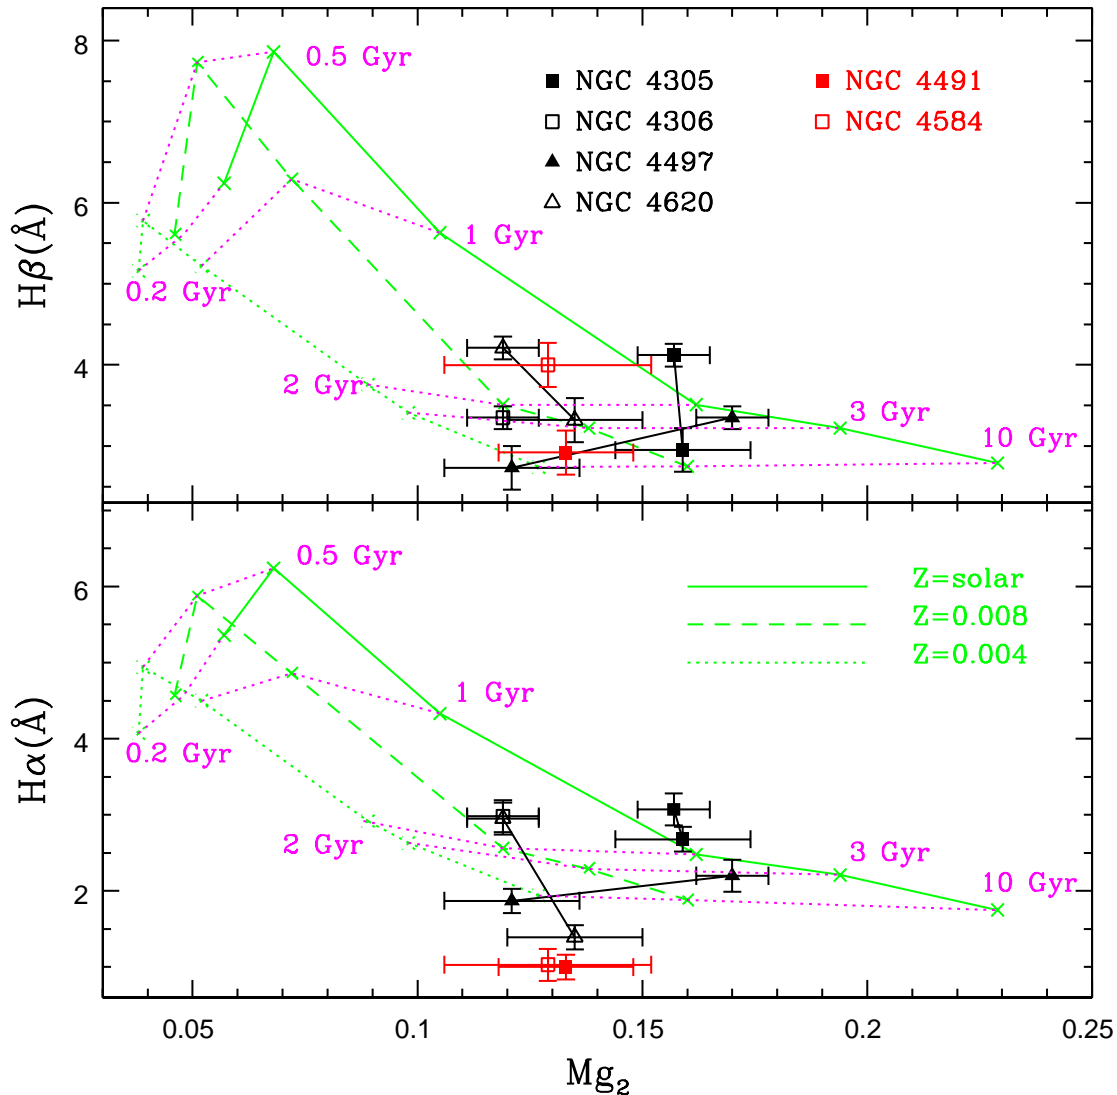 8
0.5 Gyr
NGC 4305
NGC 4491
NGC 4306
NGC 4584
NGC 4497
6
NGC 4620
Hβ(Å)
1 Gyr
0.2 Gyr
4
2 Gyr
3 Gyr
10 Gyr
0.5 Gyr
Z=solar
6
Z=0.008
Z=0.004
1 Gyr
Hα(Å)
4
0.2 Gyr
2 Gyr
3 Gyr
2
10 Gyr
0.05
0.1
0.15
0.2
0.25
Mg₂